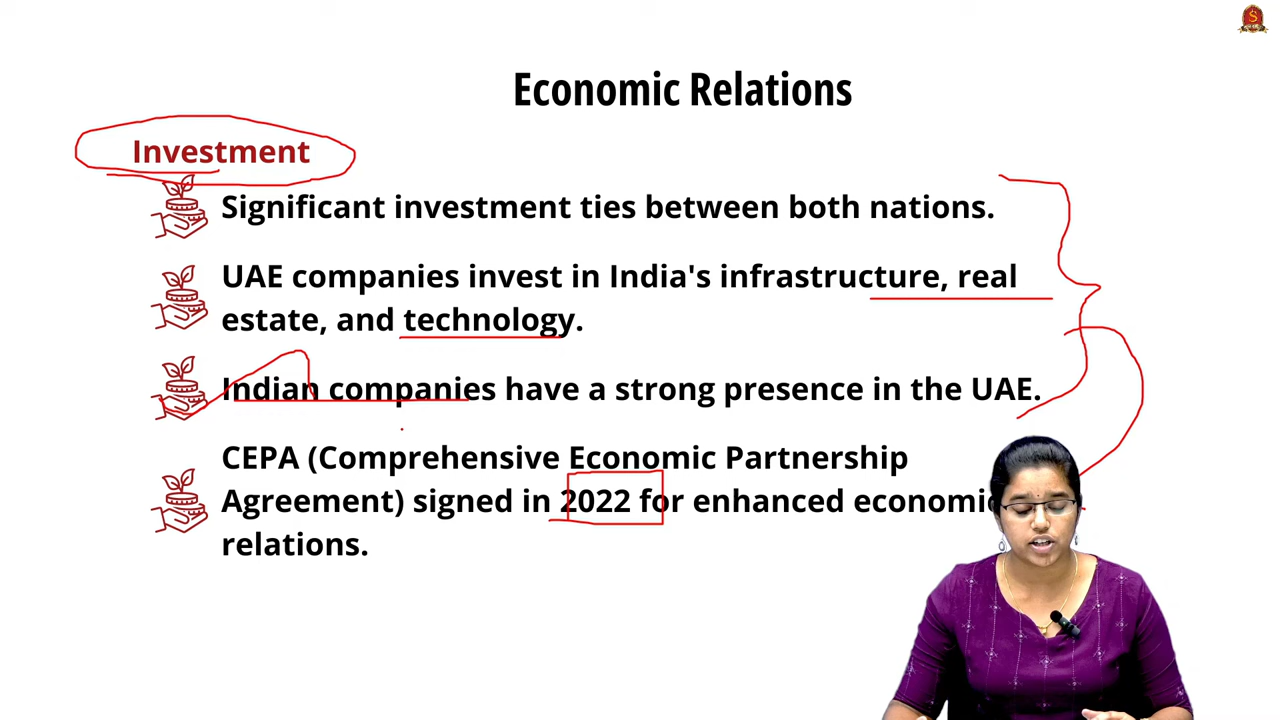 Economic Relations
Investment
Significant investment ties between both nations.
UAE companies invest in India's infrastructure, real
estate, and technology.
Indian companies have a strong presence in the UAE.
CEPA (Comprehensive Economic Partnership
Agreement) signed in 2022 for enhanced economic
relations.